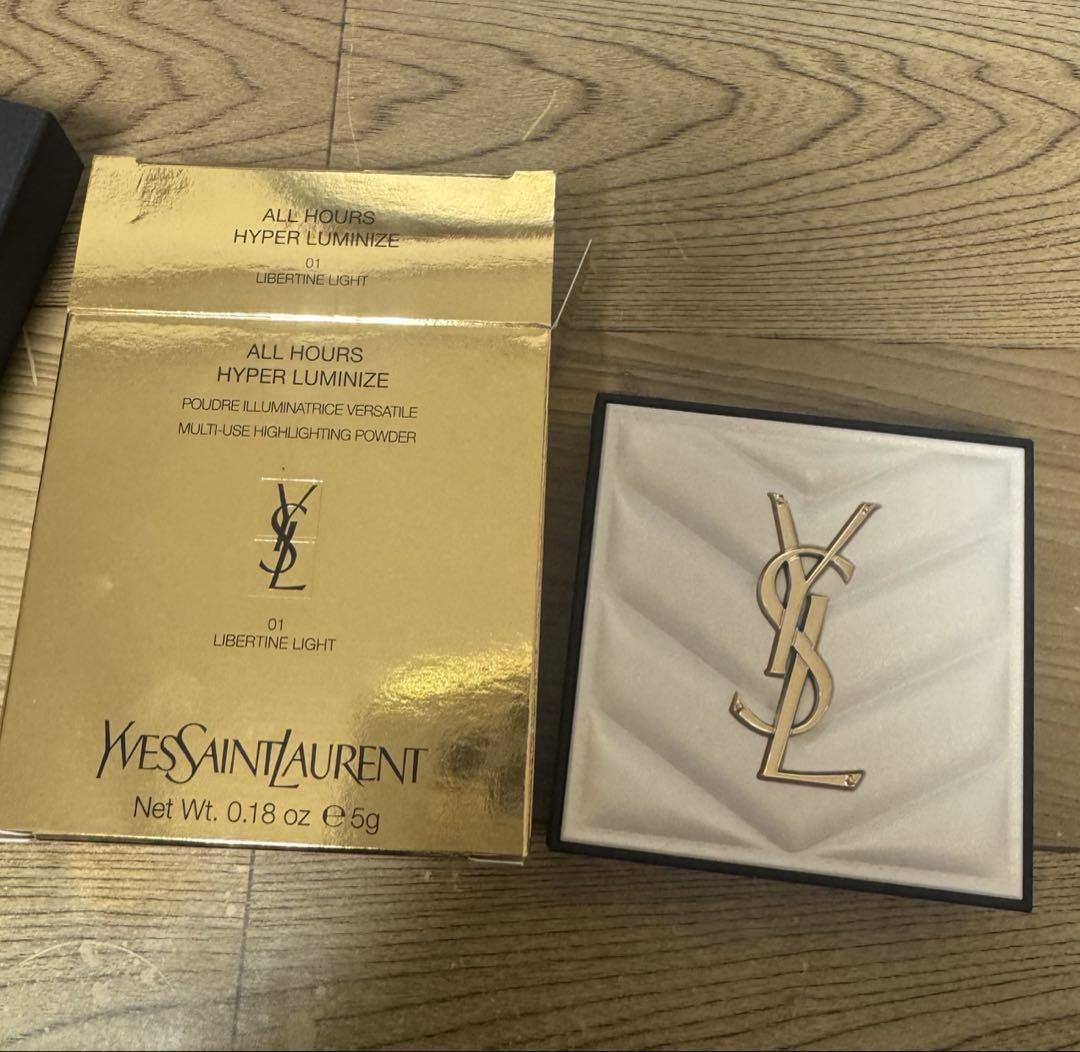 ALL HOURS
HYPER LUMINIZE
01
LIBERTINE LIGHT
ALL HOURS
HYPER LUMINIZE
POUDRE ILLUMINATRICE VERSATILE
MULTI-USE HIGHLIGHTING POWDER
YSL
01
LIBERTINE LIGHT
YVESSAINTLAURENT
Net Wt. 0.18 oz ℮ 5g
YSL